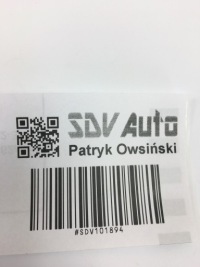 SDV Auto
Patryk Owsiński
#SDV101894